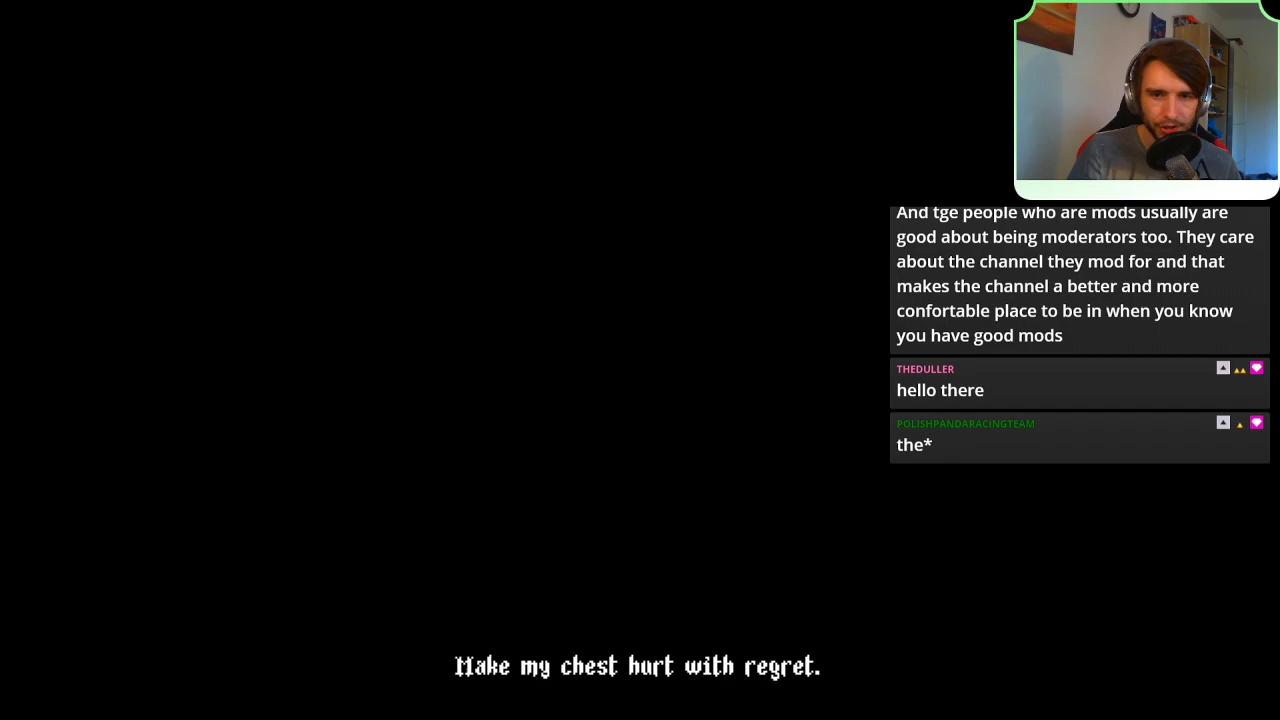 And tge people who are mods usually are
good about being moderators too. They care
about the channel they mod for and that
makes the channel a better and more
confortable place to be in when you know
you have good mods
THEDULLER
hello there
POLISHPANDARACINGTEAM
the*
Make my chest hurt with regret.